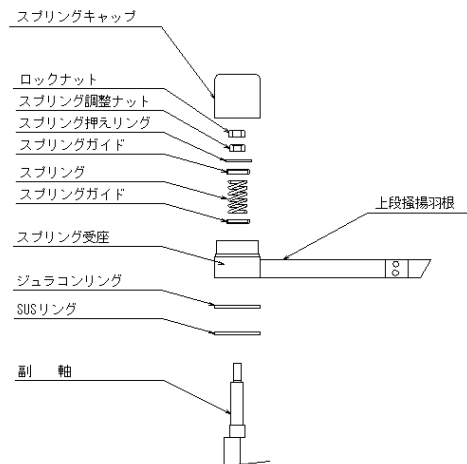 スプリングキャップ
ロックナット
スプリング調整ナット
スプリング押えリング
スプリングガイド
スプリング
スプリングガイド
上段掻揚羽根
スプリング受座
ジュラコンリング
SUSリング
副　軸